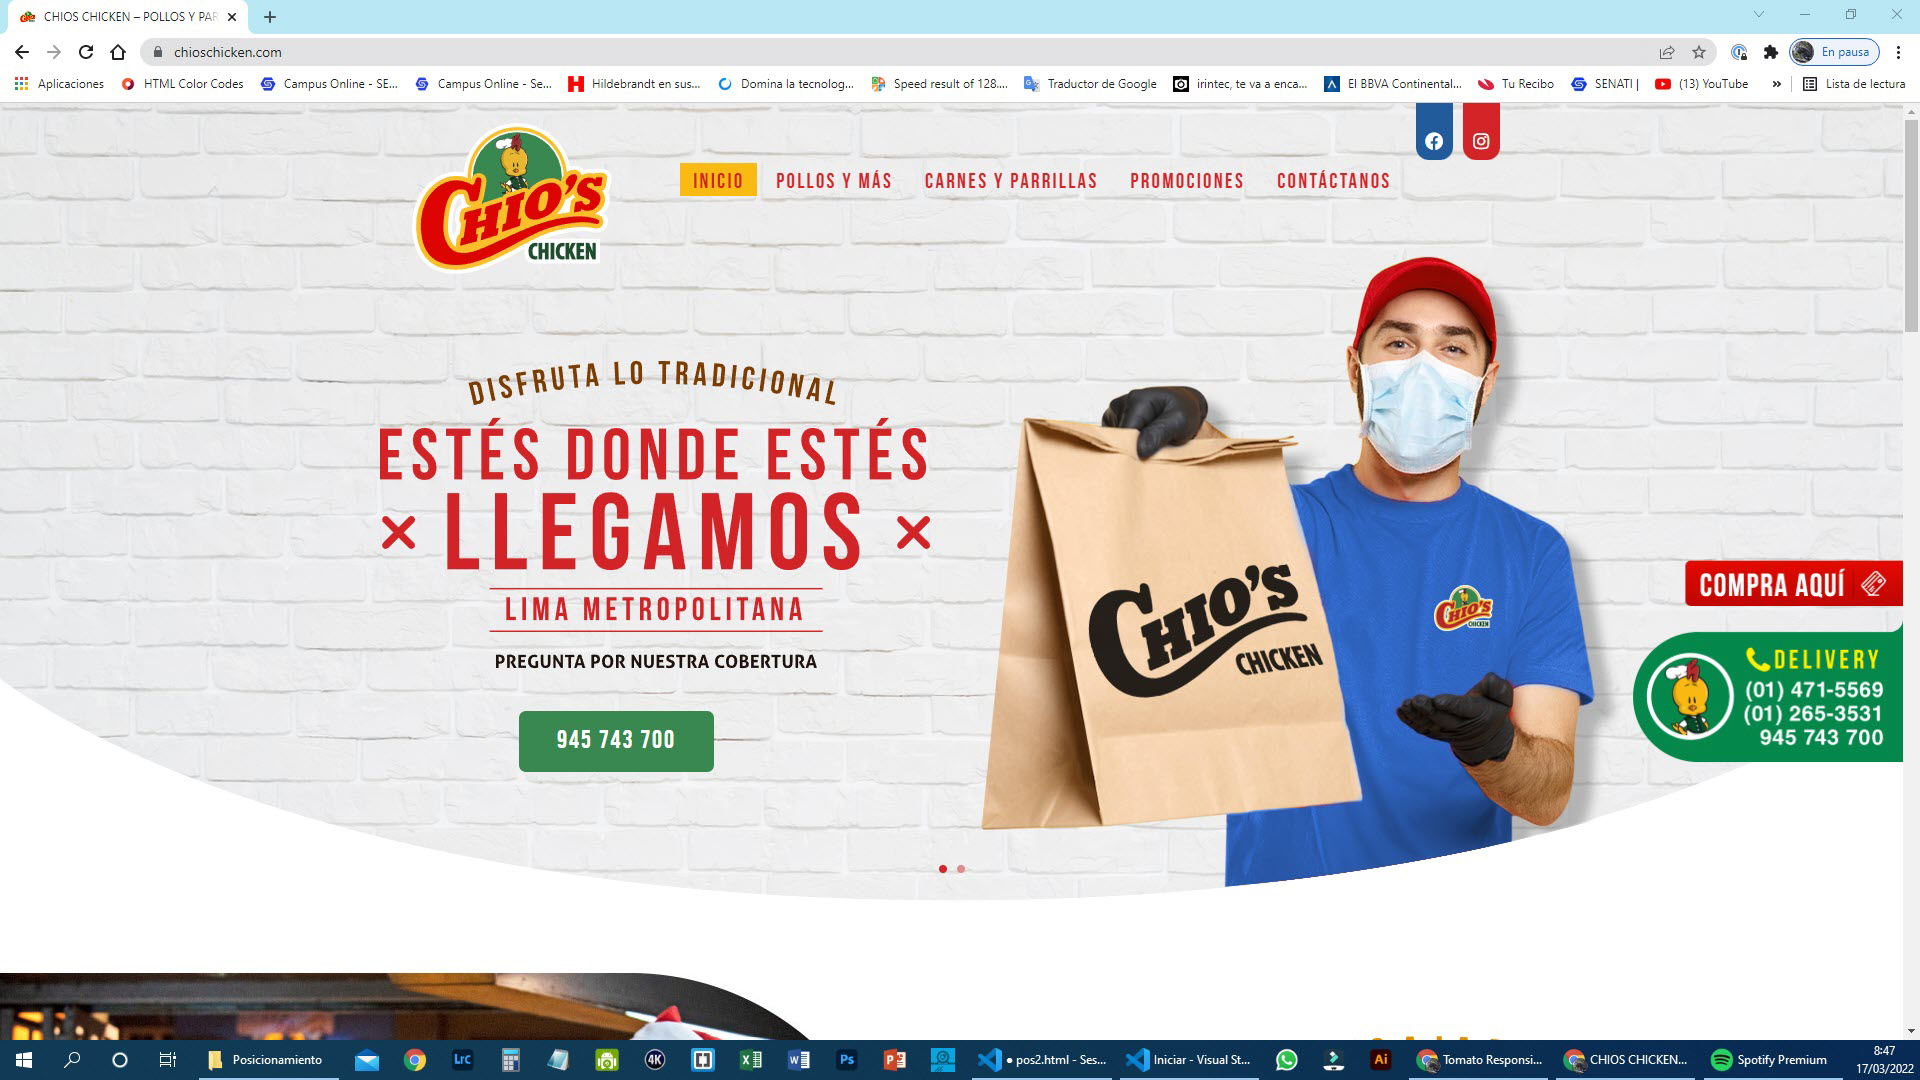 CHIOS CHICKEN – POLLOS Y PAR
chioschicken.com
En pausa
Aplicaciones
HTML Color Codes
Campus Online - SE...
Campus Online - Se...
Hildebrandt en sus...
Domina la tecnolog...
Speed result of 128....
Traductor de Google
irintec, te va a enca...
El BBVA Continental...
Tu Recibo
SENATI |
(13) YouTube
»
Lista de lectura
CHIO'S
CHICKEN
INICIO
POLLOS Y MÁS
CARNES Y PARRILLAS
PROMOCIONES
CONTÁCTANOS
DISFRUTA LO TRADICIONAL
ESTÉS DONDE ESTÉS
LLEGAMOS
LIMA METROPOLITANA
PREGUNTA POR NUESTRA COBERTURA
945 743 700
CHIO'S
CHICKEN
CHIO'S
CHICKEN
COMPRA AQUÍ
DELIVERY
(01) 471-5569
(01) 265-3531
945 743 700
Posicionamiento
Lrc
4K
Ps
● pos2.html - Ses...
Iniciar - Visual St...
Ai
Tomato Responsi...
CHIOS CHICKEN...
Spotify Premium
8:47
17/03/2022